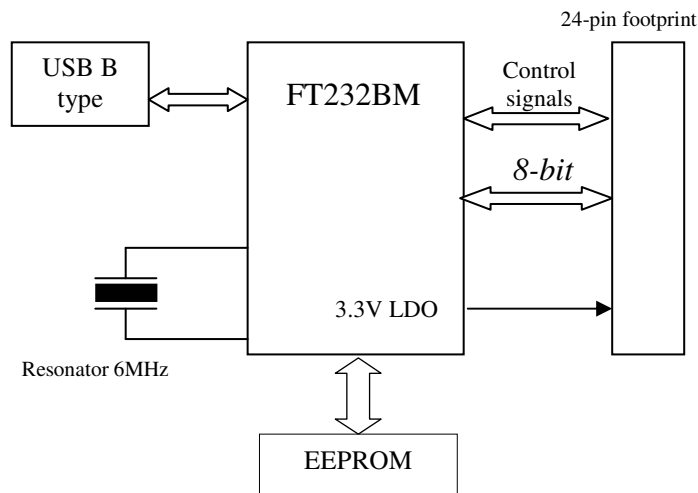 24-pin footprint
USB B
type
FT232BM
Control
signals
8-bit
3.3V LDO
Resonator 6MHz
EEPROM